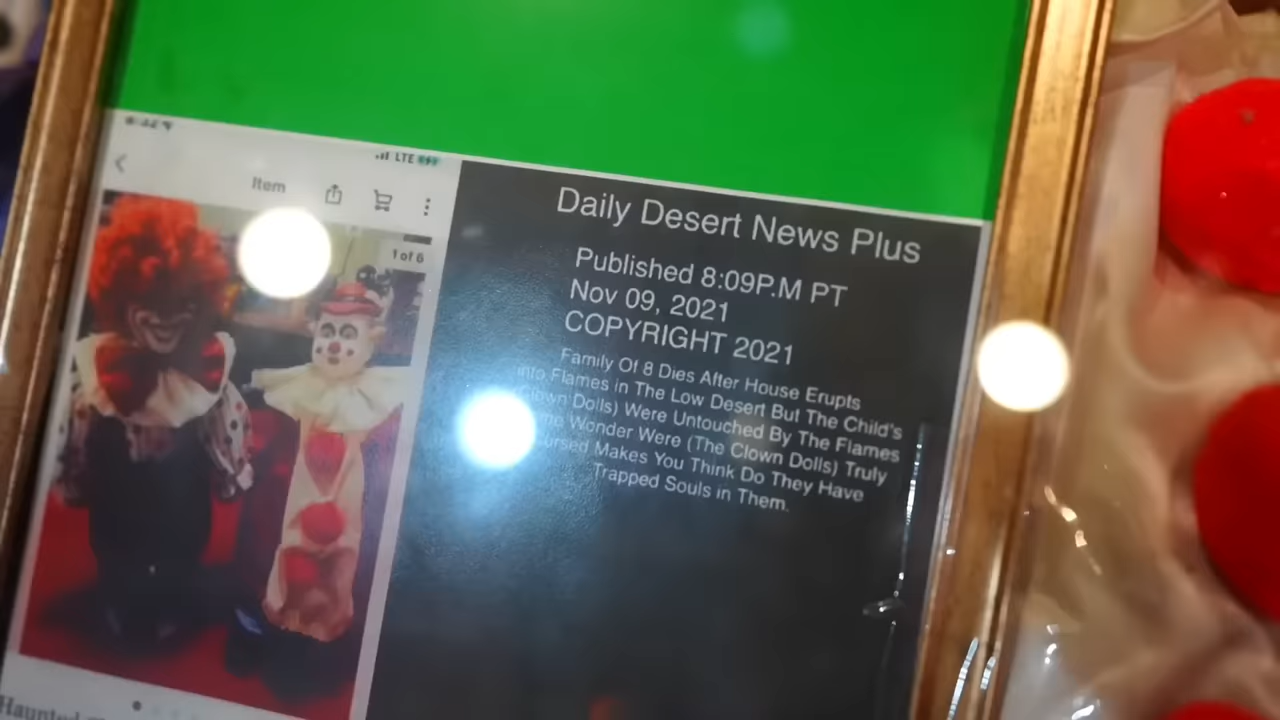 LTE
Item
1 of 6
Daily Desert News Plus
Published 8:09P.M PT
Nov 09, 2021
COPYRIGHT 2021
Family Of 8 Dies After House Erupts
into Flames in The Low Desert But The Child's
Dolls) Were Untouched By The Flames
Wonder Were (The Clown Dolls) Truly
Makes You Think Do They Have
Trapped Souls in Them.
Haunted